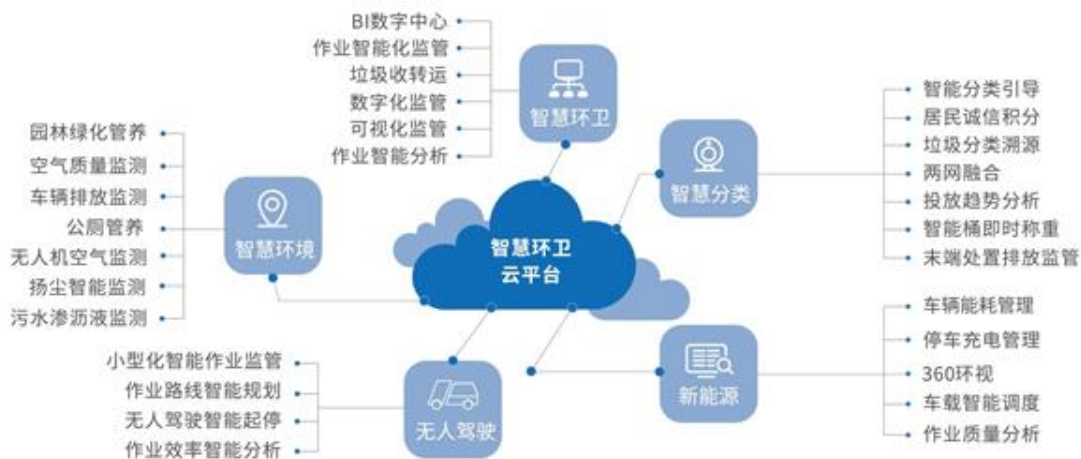 BI数字中心
作业智能化监管
垃圾收转运
数字化监管
可视化监管
作业智能分析
智慧环卫
智能分类引导
居民诚信积分
垃圾分类溯源
两网融合
投放趋势分析
智能桶即时称重
末端处置排放监管
智慧分类
园林绿化管养
空气质量监测
车辆排放监测
公厕管养
无人机空气监测
扬尘智能监测
污水渗沥液监测
智慧环境
智慧环卫
云平台
车辆能耗管理
停车充电管理
360环视
车载智能调度
作业质量分析
新能源
小型化智能作业监管
作业路线智能规划
无人驾驶智能起停
作业效率智能分析
无人驾驶